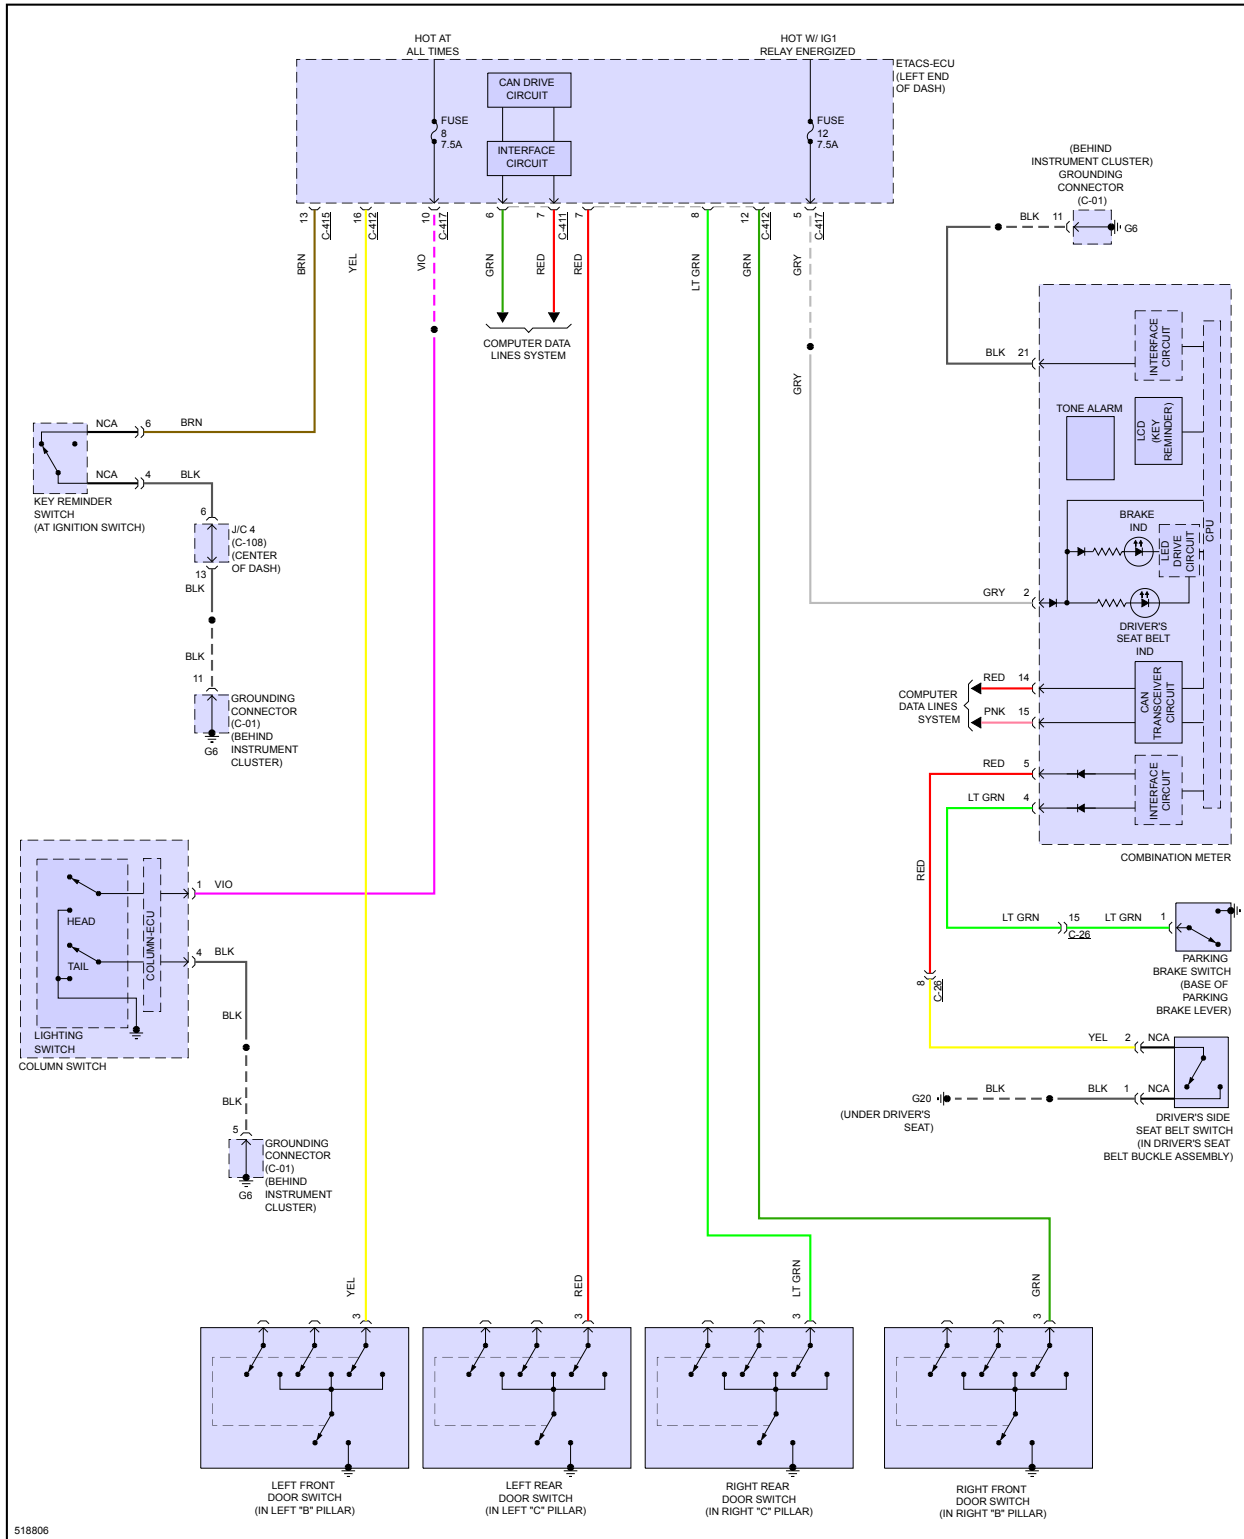 HOT AT
ALL TIMES
HOT W/ IG1
RELAY ENERGIZED
ETACS-ECU
(LEFT END
OF DASH)
CAN DRIVE
CIRCUIT
FUSE
8
7.5A
INTERFACE
CIRCUIT
FUSE
12
7.5A
13
C-415
16
C-412
10
C-417
6
7
C-411
7
8
12
C-412
5
C-417
BRN
YEL
VIO
GRN
RED
RED
LT GRN
GRN
GRY
COMPUTER DATA
LINES SYSTEM
GRY
(BEHIND
INSTRUMENT CLUSTER)
GROUNDING
CONNECTOR
(C-01)
BLK
11
G6
BLK
21
INTERFACE
CIRCUIT
TONE ALARM
LCD
(KEY
REMINDER)
CPU
BRAKE
IND
LED
DRIVE
CIRCUIT
GRY
2
DRIVER'S
SEAT BELT
IND
COMPUTER
DATA LINES
SYSTEM
RED
14
PNK
15
CAN
TRANSCEIVER
CIRCUIT
RED
5
LT GRN
4
INTERFACE
CIRCUIT
COMBINATION METER
NCA
6
BRN
NCA
4
BLK
KEY REMINDER
SWITCH
(AT IGNITION SWITCH)
6
J/C 4
(C-108)
(CENTER
OF DASH)
13
BLK
BLK
11
GROUNDING
CONNECTOR
(C-01)
(BEHIND
INSTRUMENT
CLUSTER)
G6
RED
LT GRN
15
C-26
LT GRN
1
PARKING
BRAKE SWITCH
(BASE OF
PARKING
BRAKE LEVER)
8
C-26
YEL
2
NCA
G20
(UNDER DRIVER'S
SEAT)
BLK
BLK
1
NCA
DRIVER'S SIDE
SEAT BELT SWITCH
(IN DRIVER'S SEAT
BELT BUCKLE ASSEMBLY)
HEAD
TAIL
COLUMN-ECU
LIGHTING
SWITCH
COLUMN SWITCH
1
VIO
4
BLK
BLK
BLK
5
GROUNDING
CONNECTOR
(C-01)
(BEHIND
INSTRUMENT
CLUSTER)
G6
YEL
3
RED
3
LT GRN
3
GRN
3
LEFT FRONT
DOOR SWITCH
(IN LEFT "B" PILLAR)
LEFT REAR
DOOR SWITCH
(IN LEFT "C" PILLAR)
RIGHT REAR
DOOR SWITCH
(IN RIGHT "C" PILLAR)
RIGHT FRONT
DOOR SWITCH
(IN RIGHT "B" PILLAR)
518806